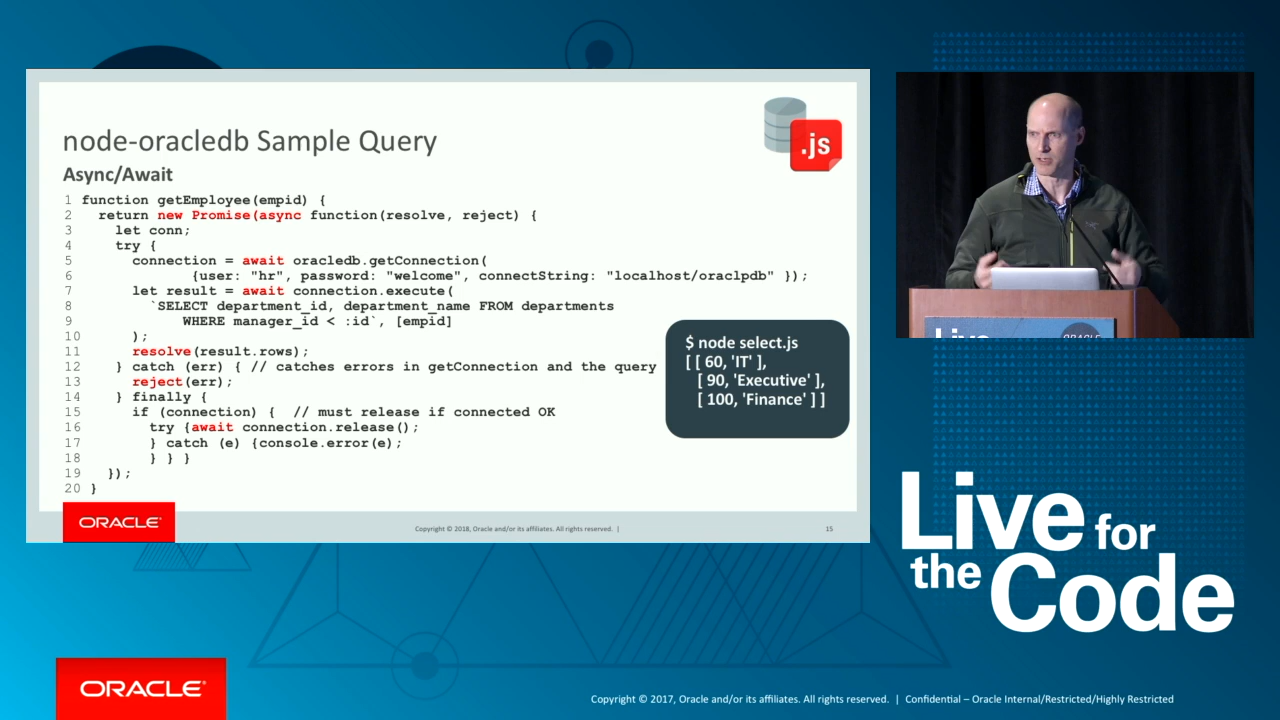 node-oracledb Sample Query
.js
Async/Await
1 function getEmployee(empid) {
2 return new Promise(async function(resolve, reject) {
3 let conn;
4 try {
5 connection = await oracledb.getConnection(
6 {user: "hr", password: "welcome", connectString: "localhost/oraclpdb" });
7 let result = await connection.execute(
8 `SELECT department_id, department_name FROM departments
9 WHERE manager_id < :id`, [empid]
10 );
11 resolve(result.rows);
12 } catch (err) { // catches errors in getConnection and the query
13 reject(err);
14 } finally {
15 if (connection) { // must release if connected OK
16 try {await connection.release();
17 } catch (e) {console.error(e);
18 } } }
19 });
20 }
$ node select.js
[ [ 60, 'IT' ],
[ 90, 'Executive' ],
[ 100, 'Finance' ] ]
ORACLE
Copyright © 2018, Oracle and/or its affiliates. All rights reserved. |
15
Live
ORACLE
Live for
the Code
ORACLE
Copyright © 2017, Oracle and/or its affiliates. All rights reserved. | Confidential – Oracle Internal/Restricted/Highly Restricted